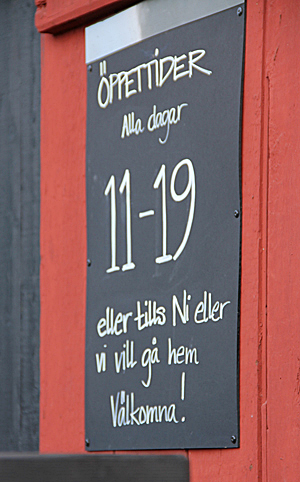 ÖPPETTIDER
Alla dagar
11-19
eller tills Ni eller
vi vill gå hem
Välkomna!